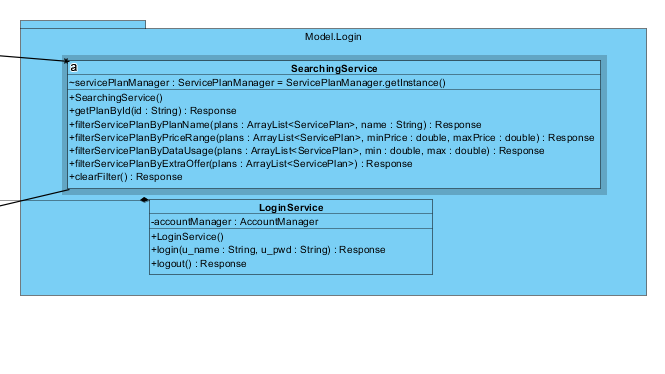 Model.Login
a
SearchingService
~servicePlanManager : ServicePlanManager = ServicePlanManager.getInstance()
+SearchingService()
+getPlanById(id : String) : Response
+filterServicePlanByPlanName(plans : ArrayList<ServicePlan>, name : String) : Response
+filterServicePlanByPriceRange(plans : ArrayList<ServicePlan>, minPrice : double, maxPrice : double) : Response
+filterServicePlanByDataUsage(plans : ArrayList<ServicePlan>, min : double, max : double) : Response
+filterServicePlanByExtraOffer(plans : ArrayList<ServicePlan>) : Response
+clearFilter() : Response
LoginService
-accountManager : AccountManager
+LoginService()
+login(u_name : String, u_pwd : String) : Response
+logout() : Response